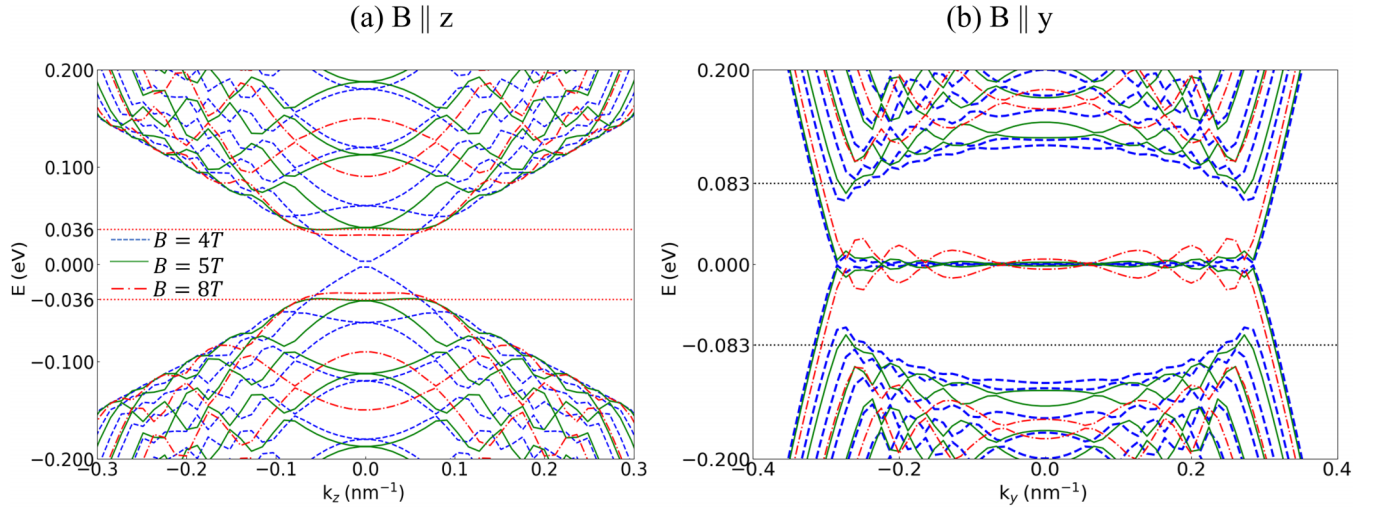 (a) B ∥ z
(b) B ∥ y
E (eV)
0.200
0.100
0.036
0.000
−0.036
−0.100
−0.200
B = 4T
B = 5T
B = 8T
−0.3
−0.2
−0.1
0.0
0.1
0.2
0.3
k_z (nm⁻¹)
E (eV)
0.200
0.083
0.000
−0.083
−0.200
−0.4
−0.2
0.0
0.2
0.4
k_y (nm⁻¹)